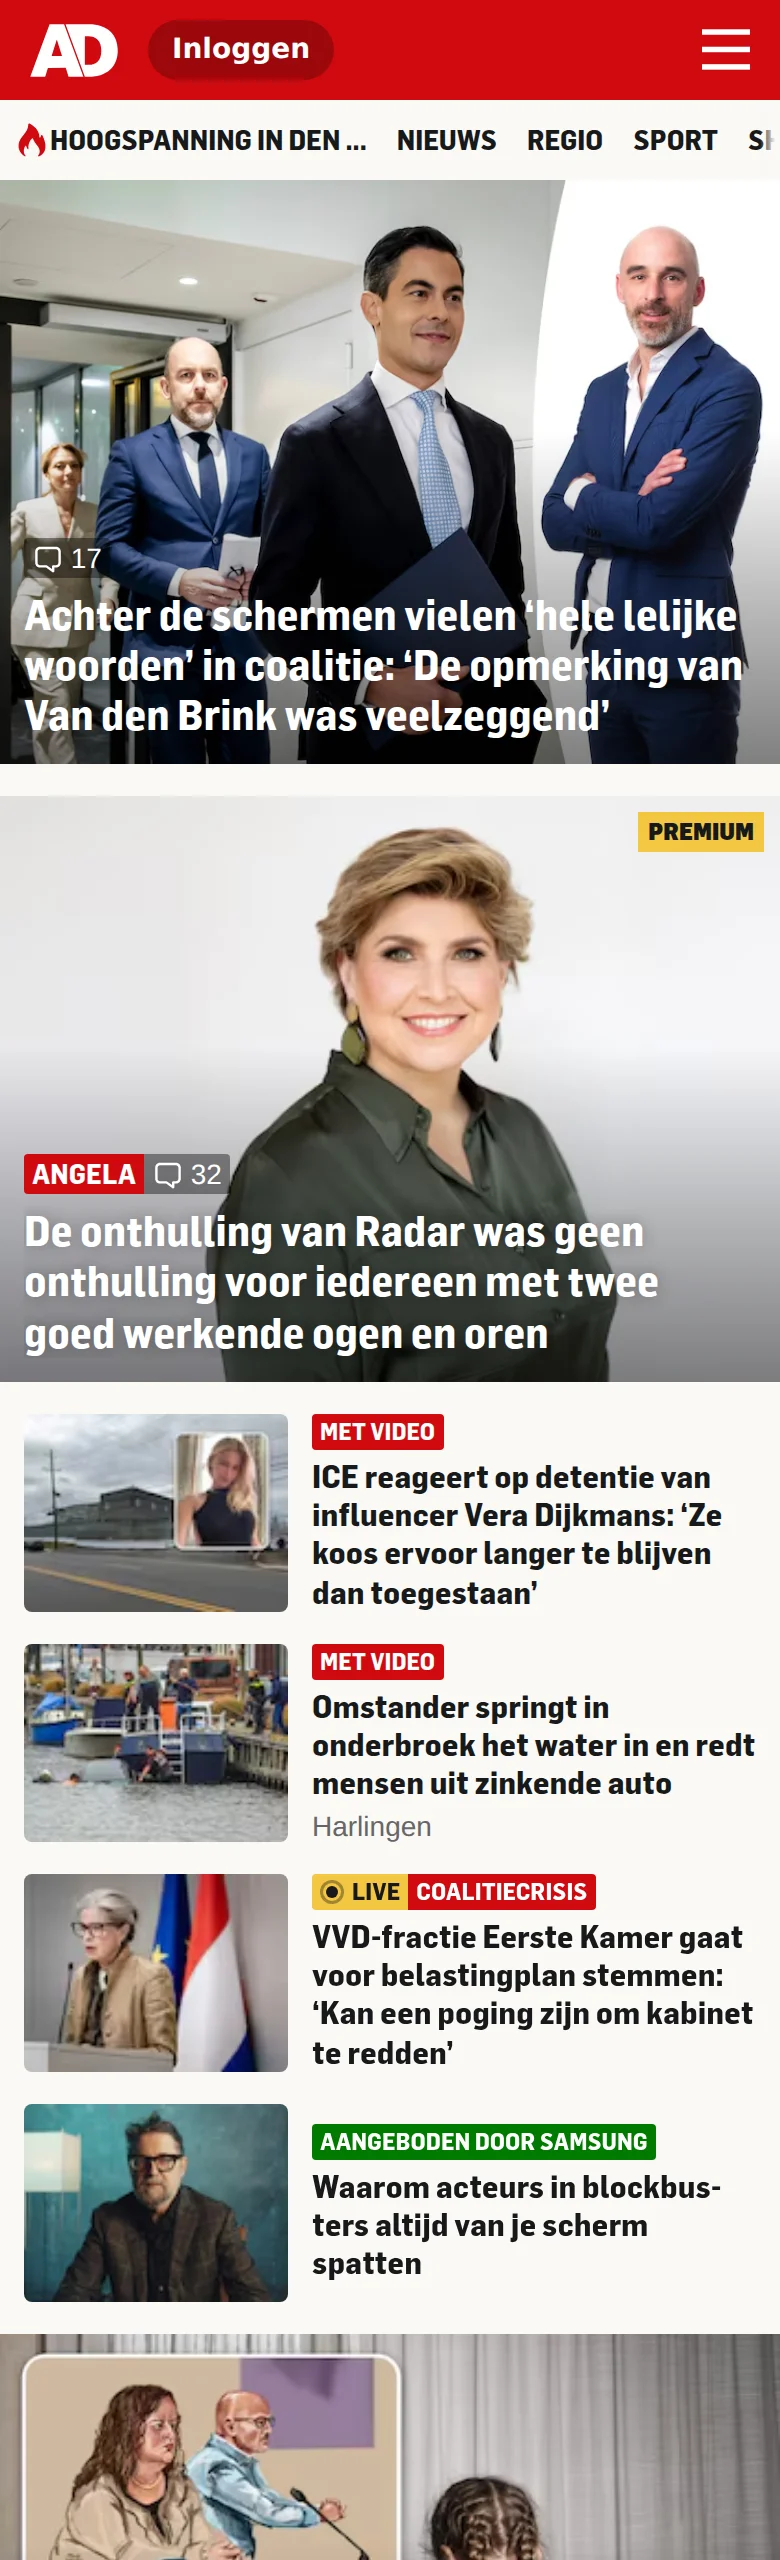 AD
Inloggen
HOOGSPANNING IN DEN ... NIEUWS REGIO SPORT
17
Achter de schermen vielen ‘hele lelijke
woorden’ in coalitie: ‘De opmerking van
Van den Brink was veelzeggend’
PREMIUM
ANGELA 32
De onthulling van Radar was geen
onthulling voor iedereen met twee
goed werkende ogen en oren
MET VIDEO
ICE reageert op detentie van
influencer Vera Dijkmans: ‘Ze
koos ervoor langer te blijven
dan toegestaan’
MET VIDEO
Omstander springt in
onderbroek het water in en redt
mensen uit zinkende auto
Harlingen
LIVE COALITIECRISIS
VVD-fractie Eerste Kamer gaat
voor belastingplan stemmen:
‘Kan een poging zijn om kabinet
te redden’
AANGEBODEN DOOR SAMSUNG
Waarom acteurs in blockbus-
ters altijd van je scherm
spatten